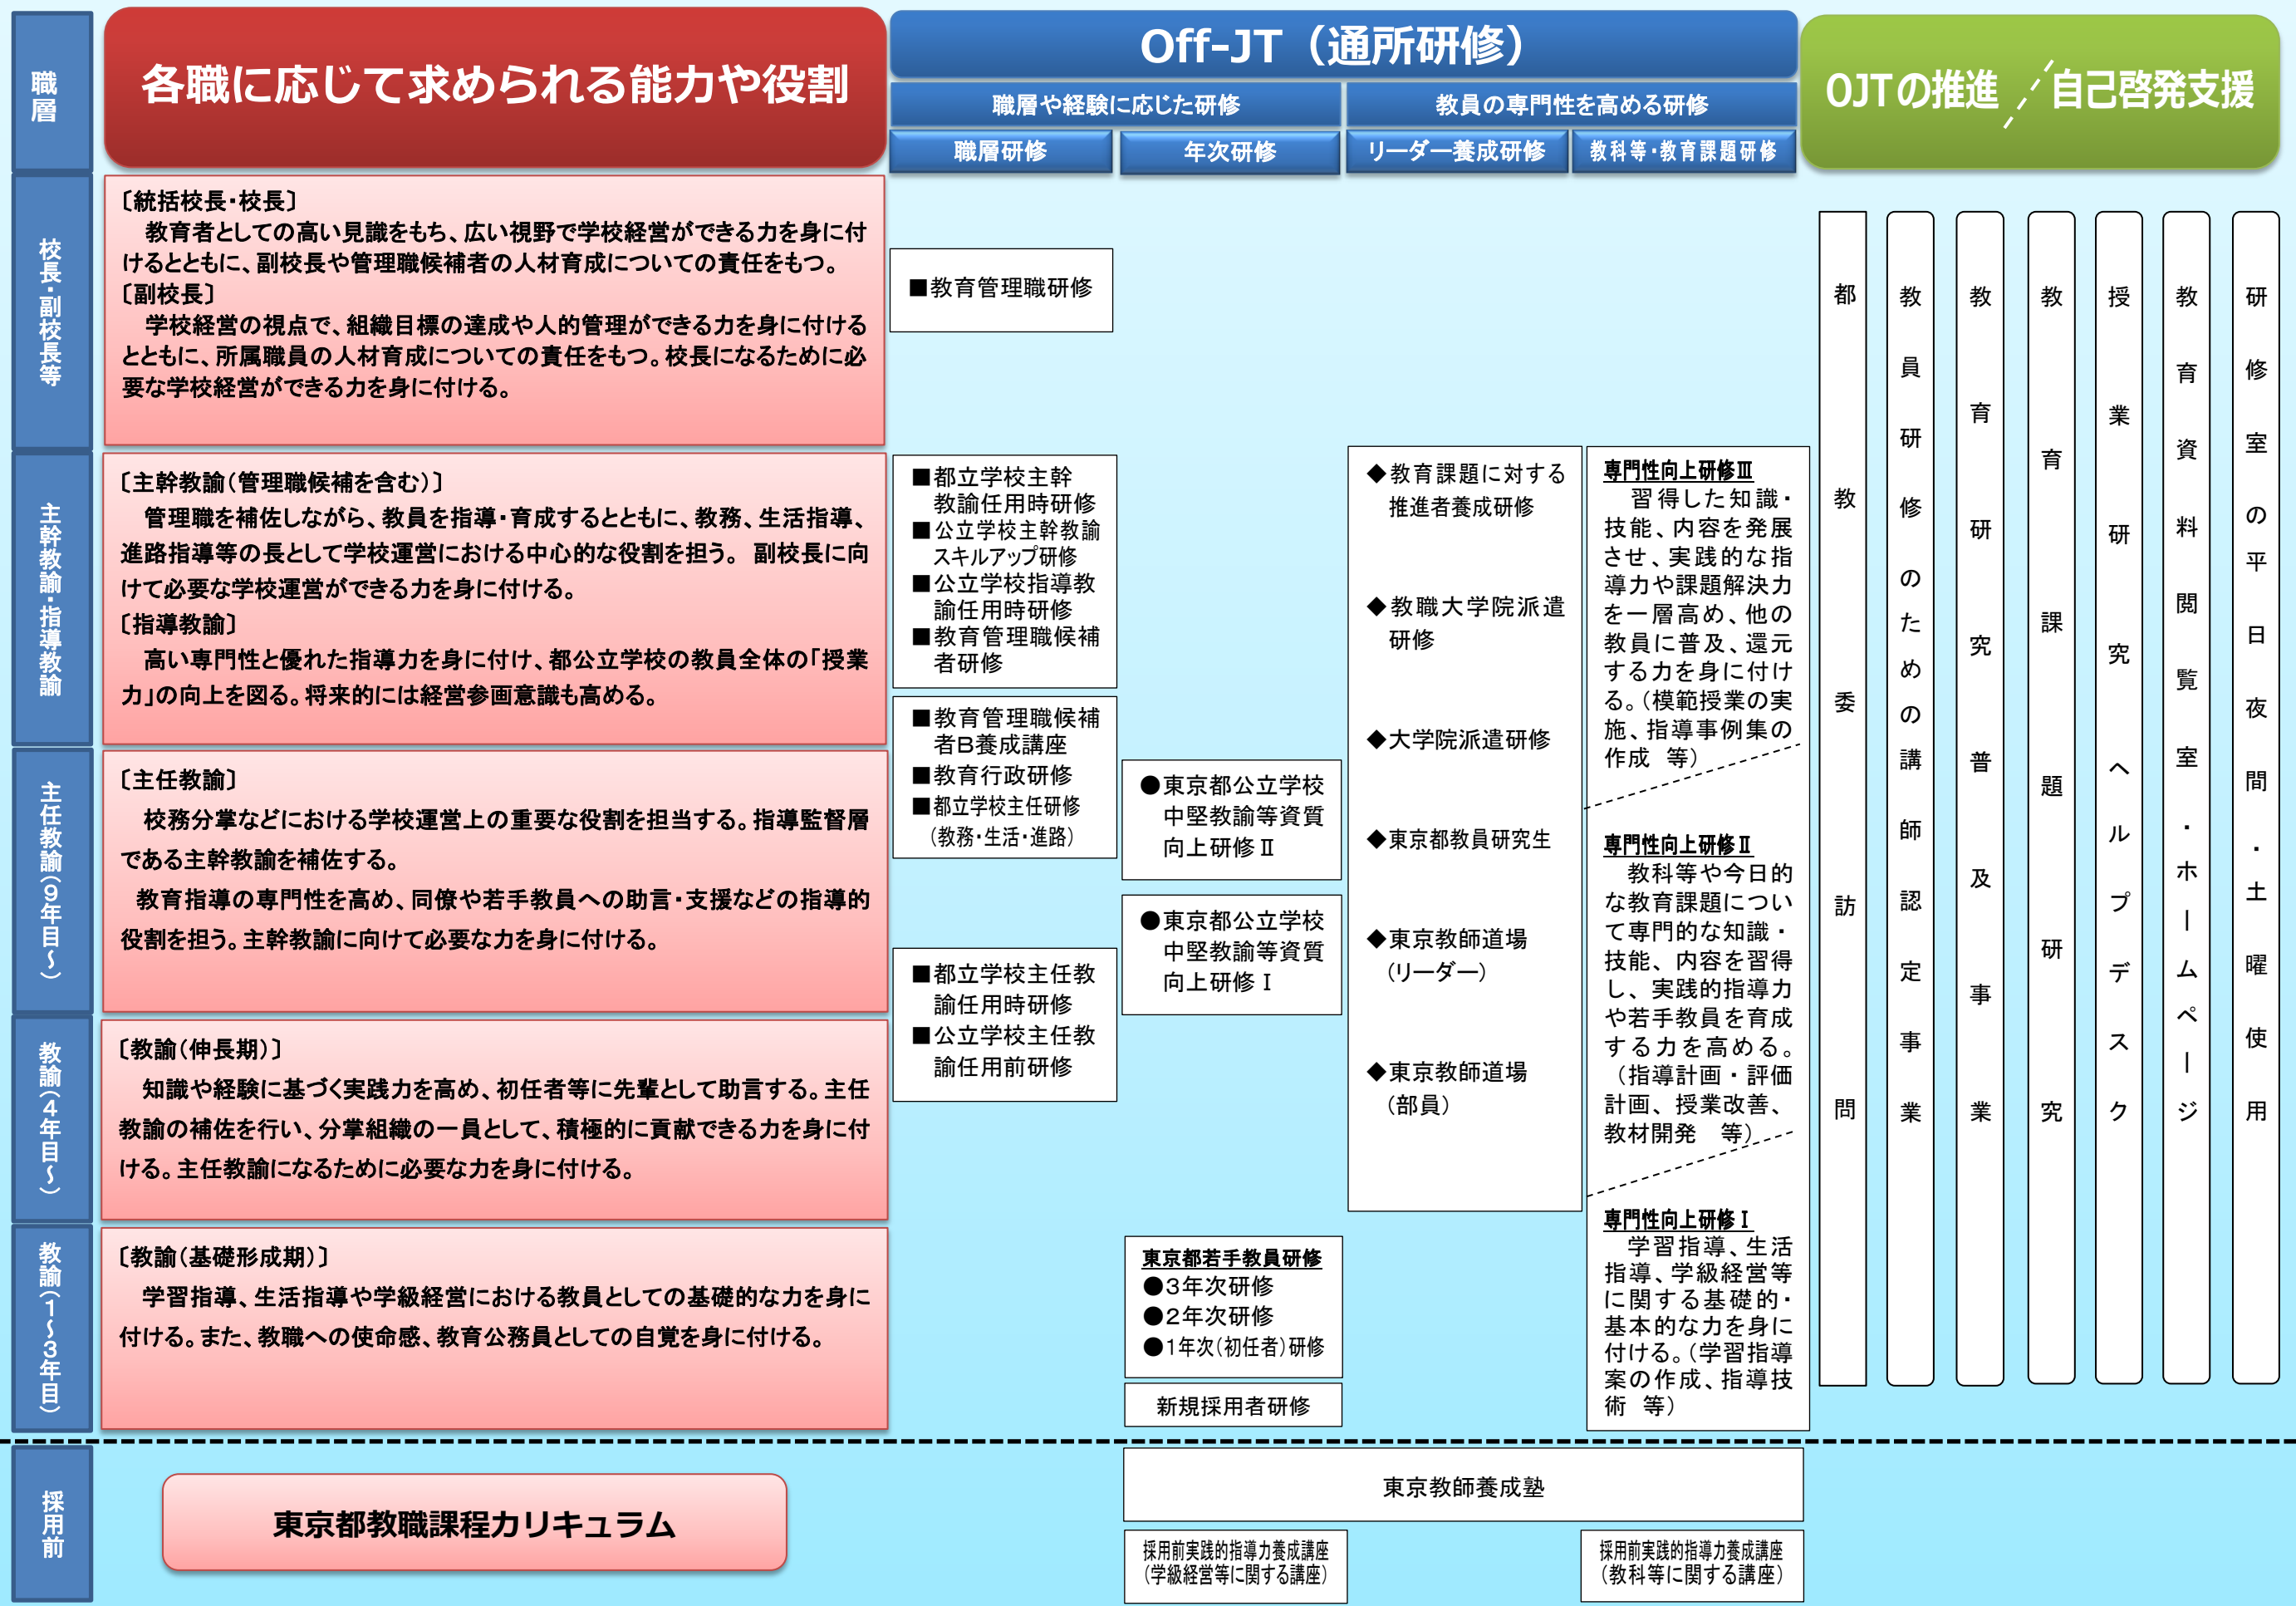 職層
各職に応じて求められる能力や役割
Off-JT（通所研修）
職層や経験に応じた研修
教員の専門性を高める研修
職層研修
年次研修
リーダー養成研修
教科等・教育課題研修
OJTの推進
自己啓発支援
校長・副校長等
〔統括校長・校長〕
教育者としての高い見識をもち、広い視野で学校経営ができる力を身に付
けるとともに、副校長や管理職候補者の人材育成についての責任をもつ。
〔副校長〕
学校経営の視点で、組織目標の達成や人的管理ができる力を身に付ける
とともに、所属職員の人材育成についての責任をもつ。校長になるために必
要な学校経営ができる力を身に付ける。
■教育管理職研修
主幹教諭・指導教諭
〔主幹教諭（管理職候補を含む）〕
管理職を補佐しながら、教員を指導・育成するとともに、教務、生活指導、
進路指導等の長として学校運営における中心的な役割を担う。 副校長に向
けて必要な学校運営ができる力を身に付ける。
〔指導教諭〕
高い専門性と優れた指導力を身に付け、都公立学校の教員全体の「授業
力」の向上を図る。将来的には経営参画意識も高める。
■都立学校主幹
教諭任用時研修
■公立学校主幹教諭
スキルアップ研修
■公立学校指導教
諭任用時研修
■教育管理職候補
者研修
■教育管理職候補
者Ｂ養成講座
■教育行政研修
■都立学校主任研修
（教務・生活・進路）
主任教諭（９年目～）
〔主任教諭〕
校務分掌などにおける学校運営上の重要な役割を担当する。指導監督層
である主幹教諭を補佐する。
教育指導の専門性を高め、同僚や若手教員への助言・支援などの指導的
役割を担う。主幹教諭に向けて必要な力を身に付ける。
■都立学校主任教
諭任用時研修
■公立学校主任教
諭任用前研修
●東京都公立学校
中堅教諭等資質
向上研修Ⅱ
●東京都公立学校
中堅教諭等資質
向上研修Ⅰ
教諭（４年目～）
〔教諭（伸長期）〕
知識や経験に基づく実践力を高め、初任者等に先輩として助言する。主任
教諭の補佐を行い、分掌組織の一員として、積極的に貢献できる力を身に付
ける。主任教諭になるために必要な力を身に付ける。
教諭（１～３年目）
〔教諭（基礎形成期）〕
学習指導、生活指導や学級経営における教員としての基礎的な力を身に
付ける。また、教職への使命感、教育公務員としての自覚を身に付ける。
東京都若手教員研修
●３年次研修
●２年次研修
●１年次（初任者）研修
新規採用者研修
◆教育課題に対する
推進者養成研修
◆教職大学院派遣
研修
◆大学院派遣研修
◆東京都教員研究生
◆東京教師道場
（リーダー）
◆東京教師道場
（部員）
専門性向上研修Ⅲ
習得した知識・
技能、内容を発展
させ、実践的な指
導力や課題解決力
を一層高め、他の
教員に普及、還元
する力を身に付け
る。（模範授業の実
施、指導事例集の
作成 等）
専門性向上研修Ⅱ
教科等や今日的
な教育課題につい
て専門的な知識・
技能、内容を習得
し、実践的指導力
や若手教員を育成
する力を高める。
（指導計画・評価
計画、授業改善、
教材開発 等）
専門性向上研修Ⅰ
学習指導、生活
指導、学級経営等
に関する基礎的・
基本的な力を身に
付ける。（学習指導
案の作成、指導技
術 等）
都教委訪問
教員研修のための講師認定事業
教育研究普及事業
教育課題研究
授業研究ヘルプデスク
教育資料閲覧室・ホームページ
研修室の平日夜間・土曜使用
採用前
東京都教職課程カリキュラム
東京教師養成塾
採用前実践的指導力養成講座
（学級経営等に関する講座）
採用前実践的指導力養成講座
（教科等に関する講座）